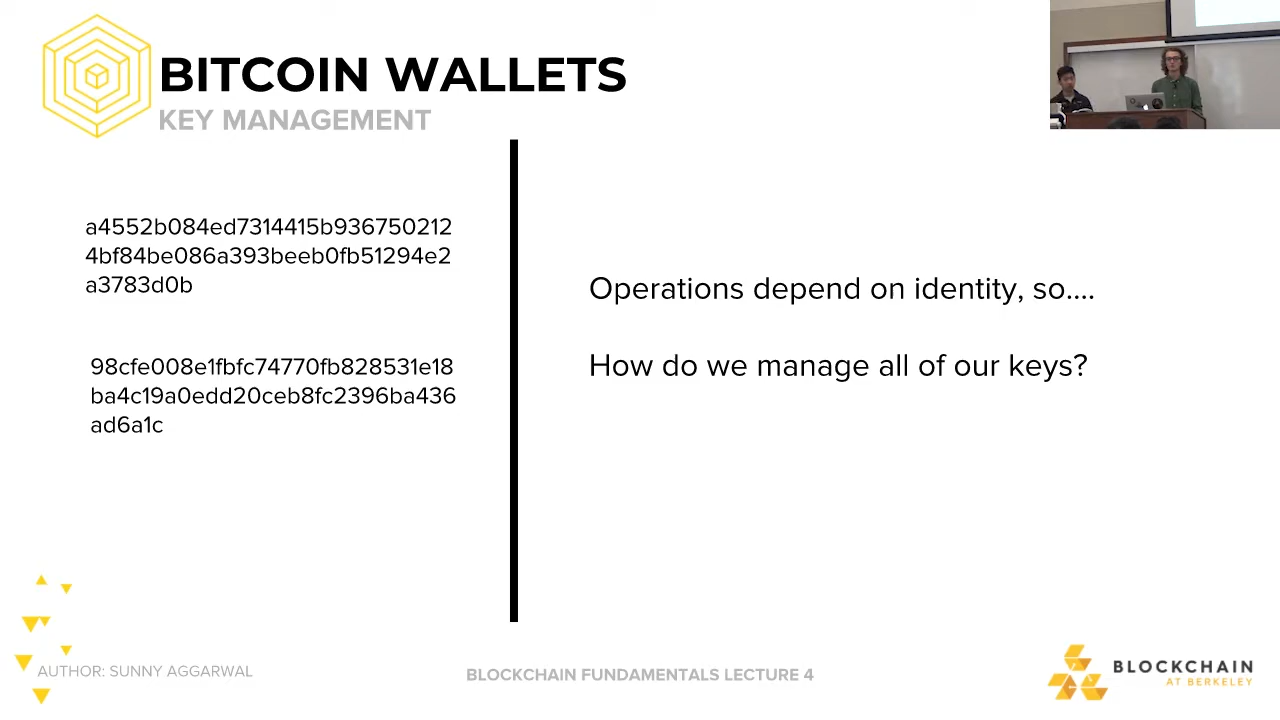 BITCOIN WALLETS
KEY MANAGEMENT
a4552b084ed7314415b936750212
4bf84be086a393beeb0fb51294e2
a3783d0b
98cfe008e1fbfc74770fb828531e18
ba4c19a0edd20ceb8fc2396ba436
ad6a1c
Operations depend on identity, so....
How do we manage all of our keys?
AUTHOR: SUNNY AGGARWAL
BLOCKCHAIN FUNDAMENTALS LECTURE 4
BLOCKCHAIN
AT BERKELEY